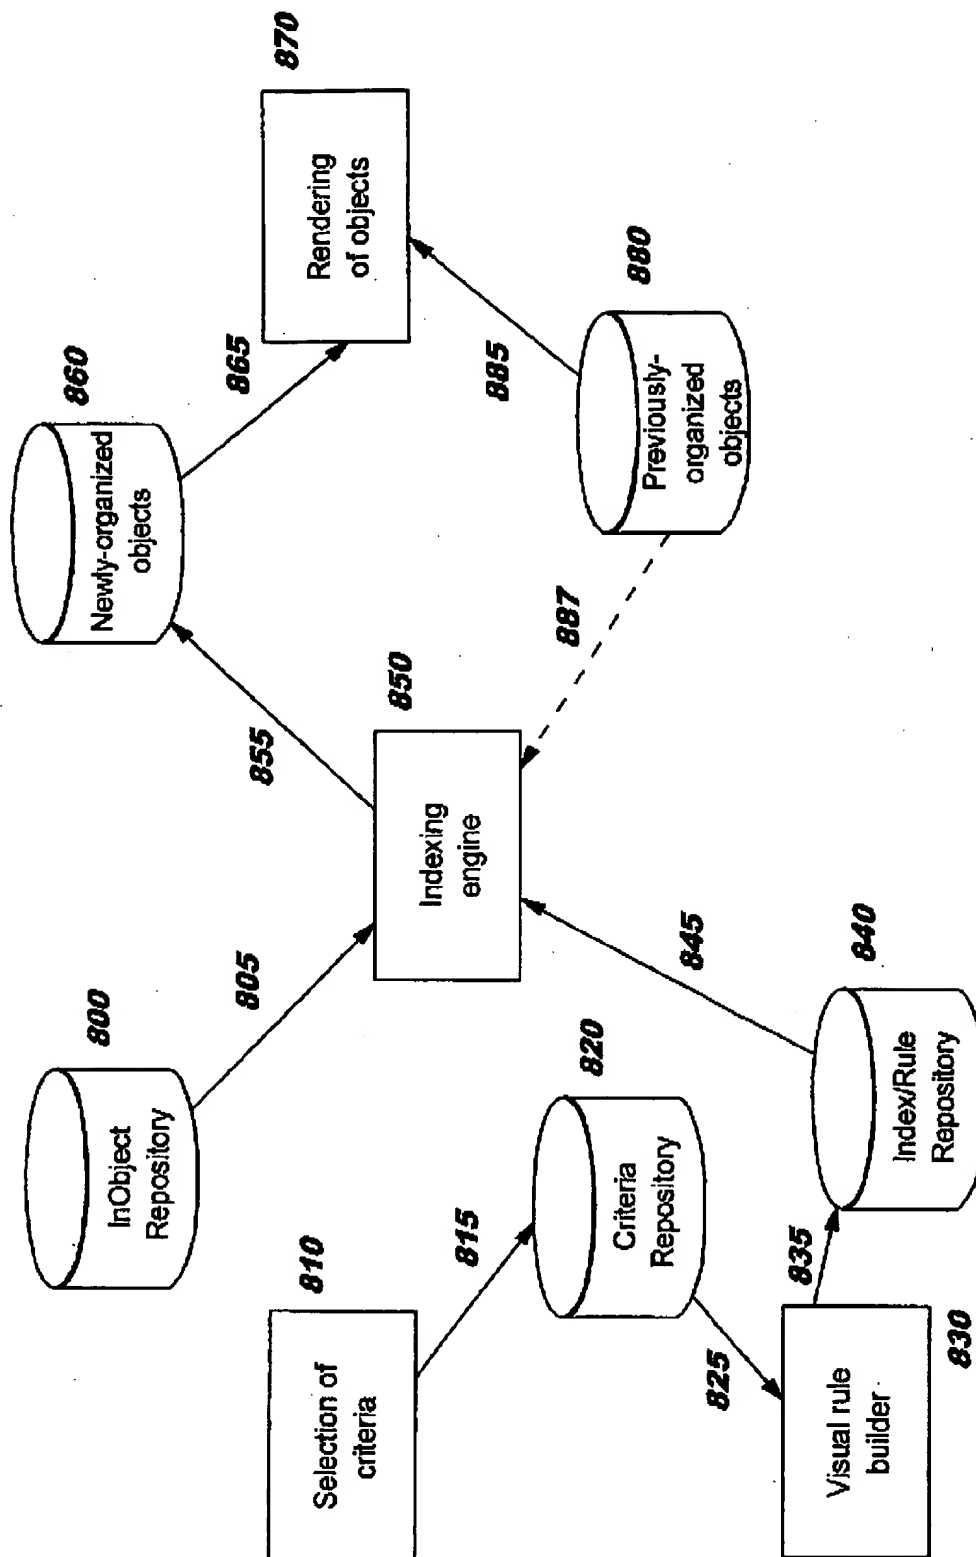 InObject
Repository
800
805
Selection of
criteria
810
815
Criteria
Repository
820
825
Visual rule
builder
830
835
Index/Rule
Repository
840
845
Indexing
engine
850
855
Newly-organized
objects
860
865
Rendering
of objects
870
Previously-
organized
objects
880
885
887